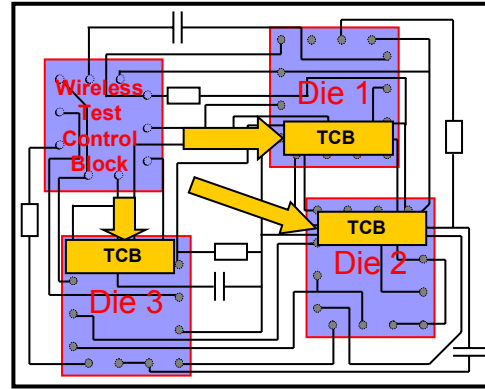 Wireless
Test
Control
Block
Die 1
TCB
TCB
Die 2
TCB
Die 3